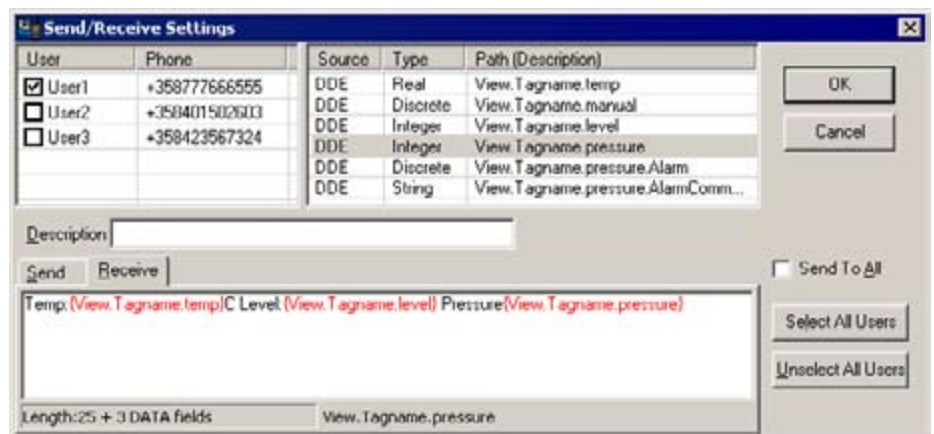 Send/Receive Settings
User Phone
User1 +358777666555
User2 +358401502603
User3 +358423567324
Source Type Path (Description)
DDE Real View.Tagname.temp
DDE Discrete View.Tagname.manual
DDE Integer View.Tagname.level
DDE Integer View.Tagname.pressure
DDE Discrete View.Tagname.pressure.Alarm
DDE String View.Tagname.pressure.AlarmComm...
OK
Cancel
Description
Send Receive
Send To All
Temp:{View.Tagname.temp}C Level:{View.Tagname.level} Pressure{View.Tagname.pressure}
Select All Users
Unselect All Users
Length:25 + 3 DATA fields View.Tagname.pressure